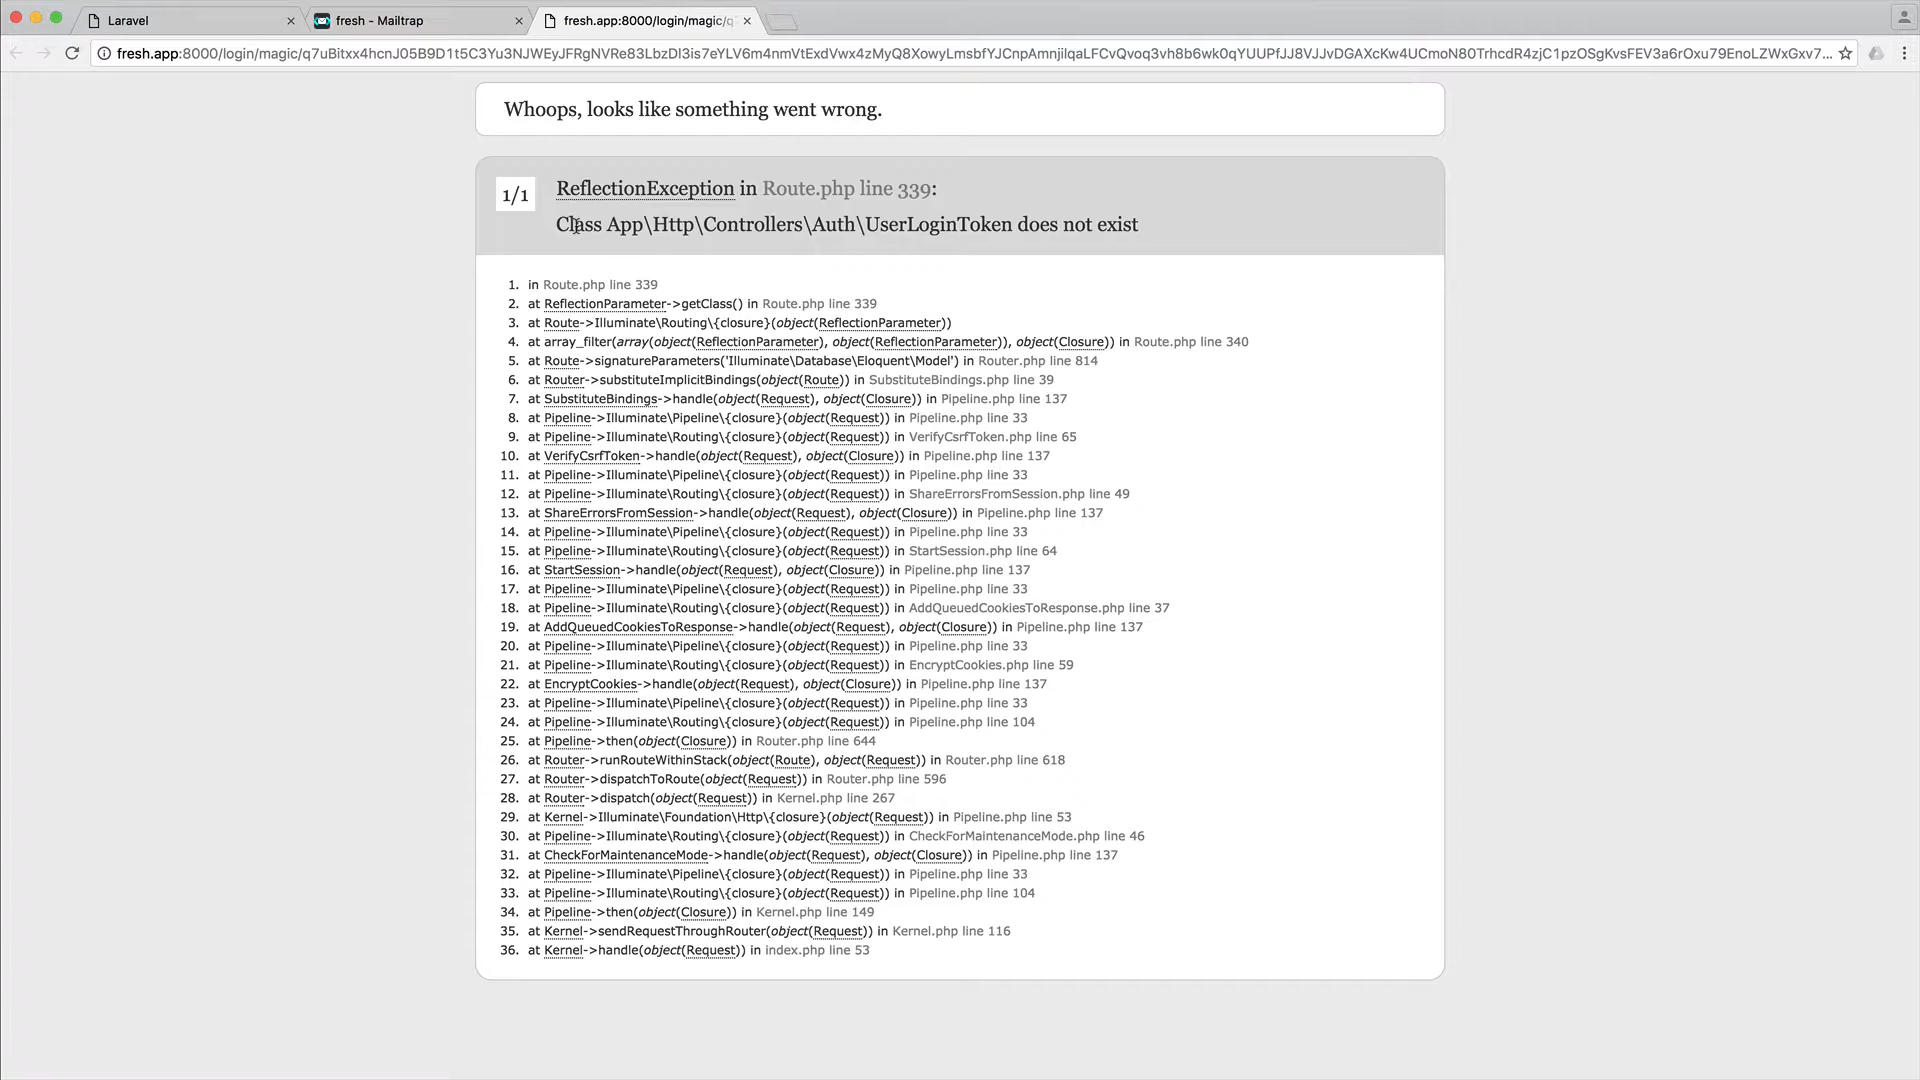 Laravel
fresh - Mailtrap
fresh.app:8000/login/magic/q
fresh.app:8000/login/magic/q7uBitxx4hcnJ05B9D1t5C3Yu3NJWEyJFRgNVRe83LbzDl3is7eYLV6m4nmVtExdVwx4zMyQ8XowyLmsbfYJCnpAmnjilqaLFCvQvoq3vh8b6wk0qYUUPfJJ8VJJvDGAXcKw4UCmoN80TrhcdR4zjC1pzOSgKvsFEV3a6rOxu79EnoLZWxGxv7...
Whoops, looks like something went wrong.
1/1
ReflectionException in Route.php line 339:
Class App\Http\Controllers\Auth\UserLoginToken does not exist
1. in Route.php line 339
2. at ReflectionParameter->getClass() in Route.php line 339
3. at Route->Illuminate\Routing\{closure}(object(ReflectionParameter))
4. at array_filter(array(object(ReflectionParameter), object(ReflectionParameter)), object(Closure)) in Route.php line 340
5. at Route->signatureParameters('Illuminate\Database\Eloquent\Model') in Router.php line 814
6. at Router->substituteImplicitBindings(object(Route)) in SubstituteBindings.php line 39
7. at SubstituteBindings->handle(object(Request), object(Closure)) in Pipeline.php line 137
8. at Pipeline->Illuminate\Pipeline\{closure}(object(Request)) in Pipeline.php line 33
9. at Pipeline->Illuminate\Routing\{closure}(object(Request)) in VerifyCsrfToken.php line 65
10. at VerifyCsrfToken->handle(object(Request), object(Closure)) in Pipeline.php line 137
11. at Pipeline->Illuminate\Pipeline\{closure}(object(Request)) in Pipeline.php line 33
12. at Pipeline->Illuminate\Routing\{closure}(object(Request)) in ShareErrorsFromSession.php line 49
13. at ShareErrorsFromSession->handle(object(Request), object(Closure)) in Pipeline.php line 137
14. at Pipeline->Illuminate\Pipeline\{closure}(object(Request)) in Pipeline.php line 33
15. at Pipeline->Illuminate\Routing\{closure}(object(Request)) in StartSession.php line 64
16. at StartSession->handle(object(Request), object(Closure)) in Pipeline.php line 137
17. at Pipeline->Illuminate\Pipeline\{closure}(object(Request)) in Pipeline.php line 33
18. at Pipeline->Illuminate\Routing\{closure}(object(Request)) in AddQueuedCookiesToResponse.php line 37
19. at AddQueuedCookiesToResponse->handle(object(Request), object(Closure)) in Pipeline.php line 137
20. at Pipeline->Illuminate\Pipeline\{closure}(object(Request)) in Pipeline.php line 33
21. at Pipeline->Illuminate\Routing\{closure}(object(Request)) in EncryptCookies.php line 59
22. at EncryptCookies->handle(object(Request), object(Closure)) in Pipeline.php line 137
23. at Pipeline->Illuminate\Pipeline\{closure}(object(Request)) in Pipeline.php line 33
24. at Pipeline->Illuminate\Routing\{closure}(object(Request)) in Pipeline.php line 104
25. at Pipeline->then(object(Closure)) in Router.php line 644
26. at Router->runRouteWithinStack(object(Route), object(Request)) in Router.php line 618
27. at Router->dispatchToRoute(object(Request)) in Router.php line 596
28. at Router->dispatch(object(Request)) in Kernel.php line 267
29. at Kernel->Illuminate\Foundation\Http\{closure}(object(Request)) in Pipeline.php line 53
30. at Pipeline->Illuminate\Routing\{closure}(object(Request)) in CheckForMaintenanceMode.php line 46
31. at CheckForMaintenanceMode->handle(object(Request), object(Closure)) in Pipeline.php line 137
32. at Pipeline->Illuminate\Pipeline\{closure}(object(Request)) in Pipeline.php line 33
33. at Pipeline->Illuminate\Routing\{closure}(object(Request)) in Pipeline.php line 104
34. at Pipeline->then(object(Closure)) in Kernel.php line 149
35. at Kernel->sendRequestThroughRouter(object(Request)) in Kernel.php line 116
36. at Kernel->handle(object(Request)) in index.php line 53